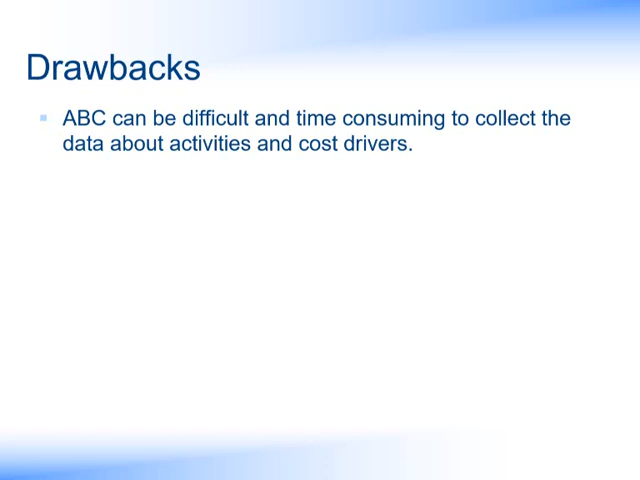 Drawbacks
ABC can be difficult and time consuming to collect the
data about activities and cost drivers.